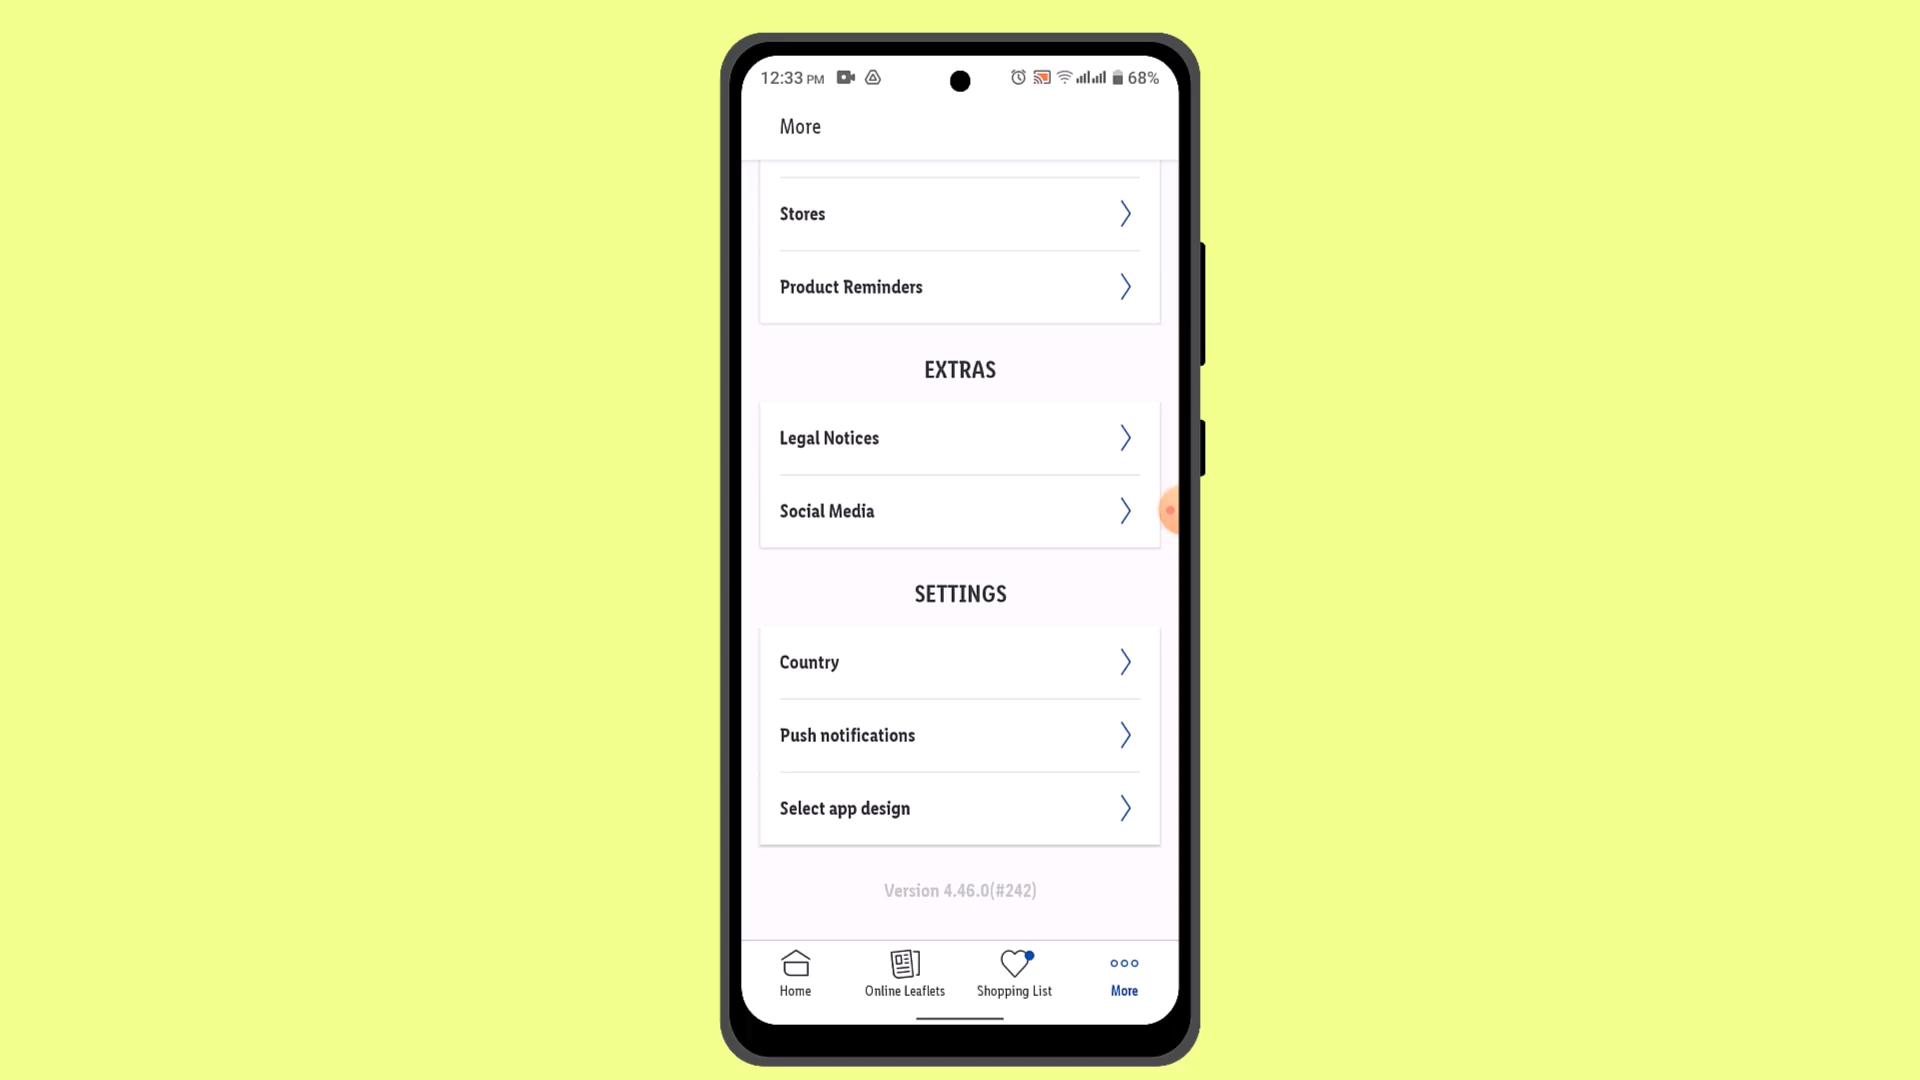 12:33 PM 68%
More
Stores
Product Reminders
EXTRAS
Legal Notices
Social Media
SETTINGS
Country
Push notifications
Select app design
Version 4.46.0(#242)
Home Online Leaflets Shopping List More